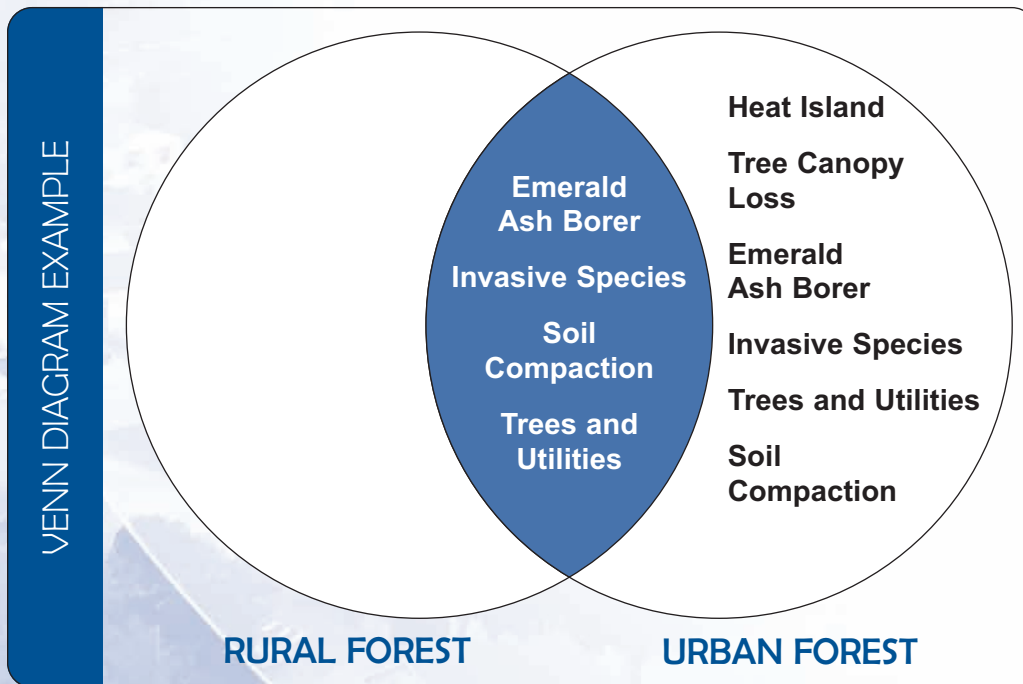 VENN DIAGRAM EXAMPLE
Emerald
Ash Borer
Invasive Species
Soil
Compaction
Trees and
Utilities
Heat Island
Tree Canopy
Loss
Emerald
Ash Borer
Invasive Species
Trees and Utilities
Soil
Compaction
RURAL FOREST
URBAN FOREST